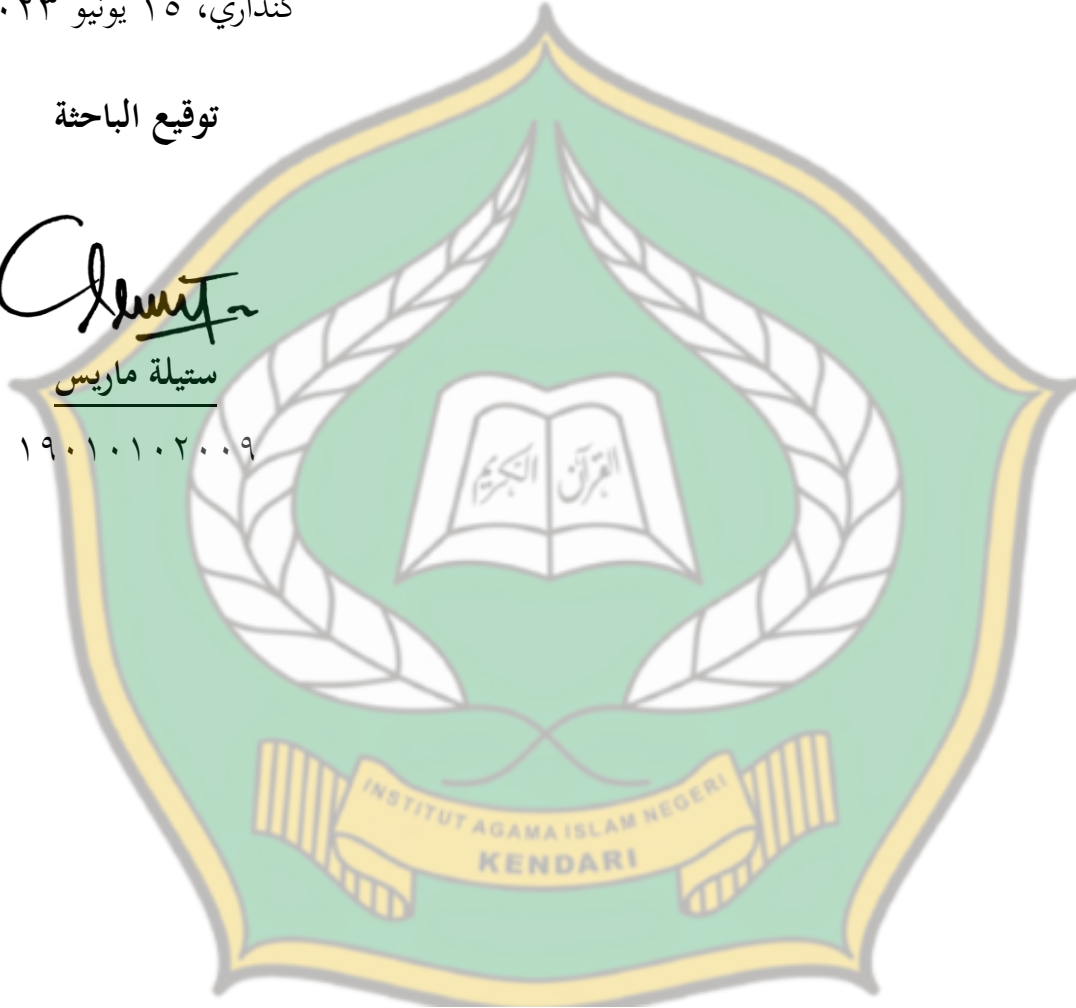 كنداري، ١٥ يونيو ٢٠٢٣
توقيع الباحثة
ستيلة ماريس
١٩٠١٠١٠٢٠٠٩
القرآن الكريم
INSTITUT AGAMA ISLAM NEGERI
KENDARI